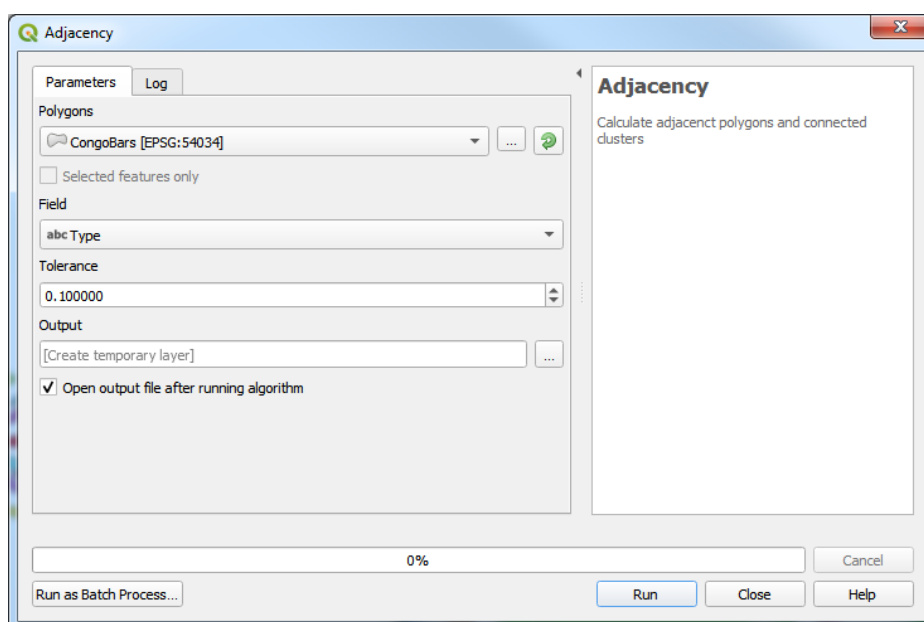 Adjacency
Parameters
Log
Polygons
CongoBars [EPSG:54034]
...
Selected features only
Field
abc Type
Tolerance
0.100000
Output
[Create temporary layer]
...
Open output file after running algorithm
Adjacency
Calculate adjacenct polygons and connected
clusters
0%
Cancel
Run as Batch Process...
Run
Close
Help